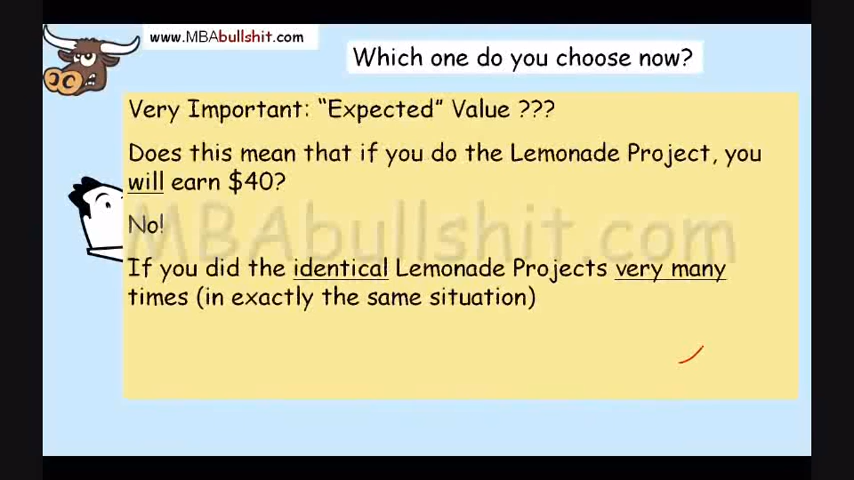 www.MBAbullshit.com
Which one do you choose now?
Very Important: “Expected” Value ???
Does this mean that if you do the Lemonade Project, you
will earn $40?
No!
MBAbullshit.com
If you did the identical Lemonade Projects very many
times (in exactly the same situation)